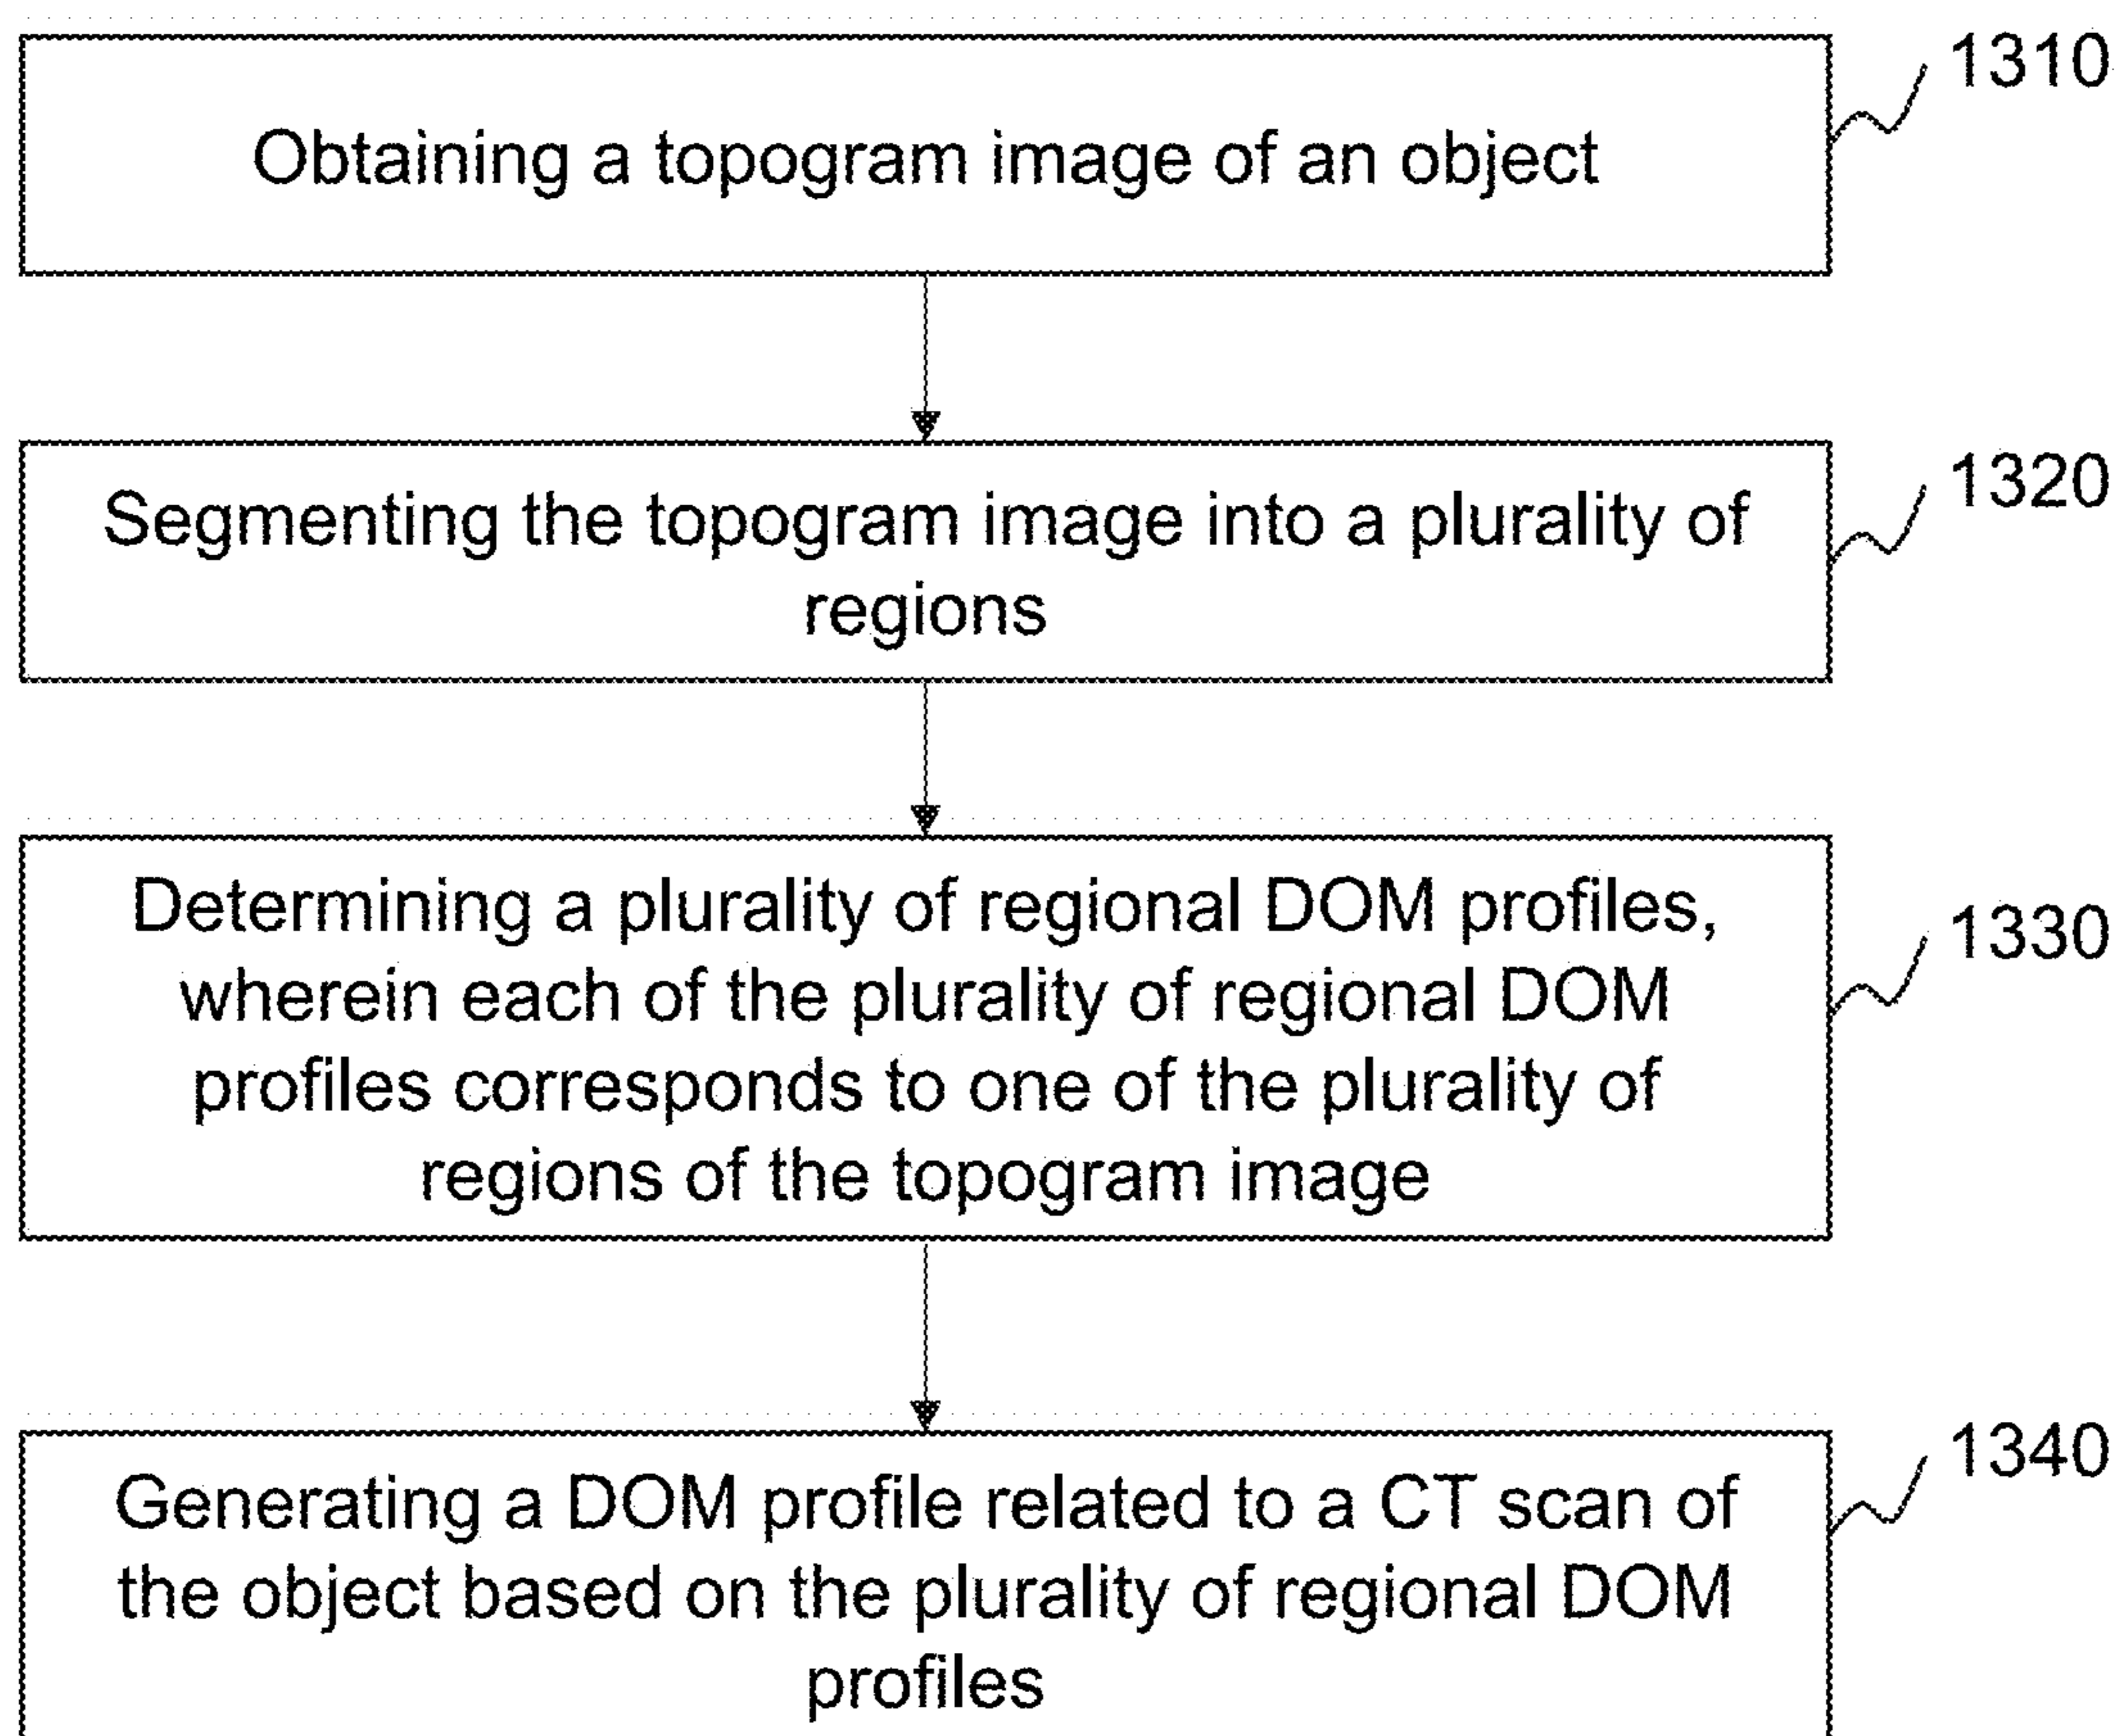 1310
Obtaining a topogram image of an object
1320
Segmenting the topogram image into a plurality of
regions
1330
Determining a plurality of regional DOM profiles,
wherein each of the plurality of regional DOM
profiles corresponds to one of the plurality of
regions of the topogram image
1340
Generating a DOM profile related to a CT scan of
the object based on the plurality of regional DOM
profiles